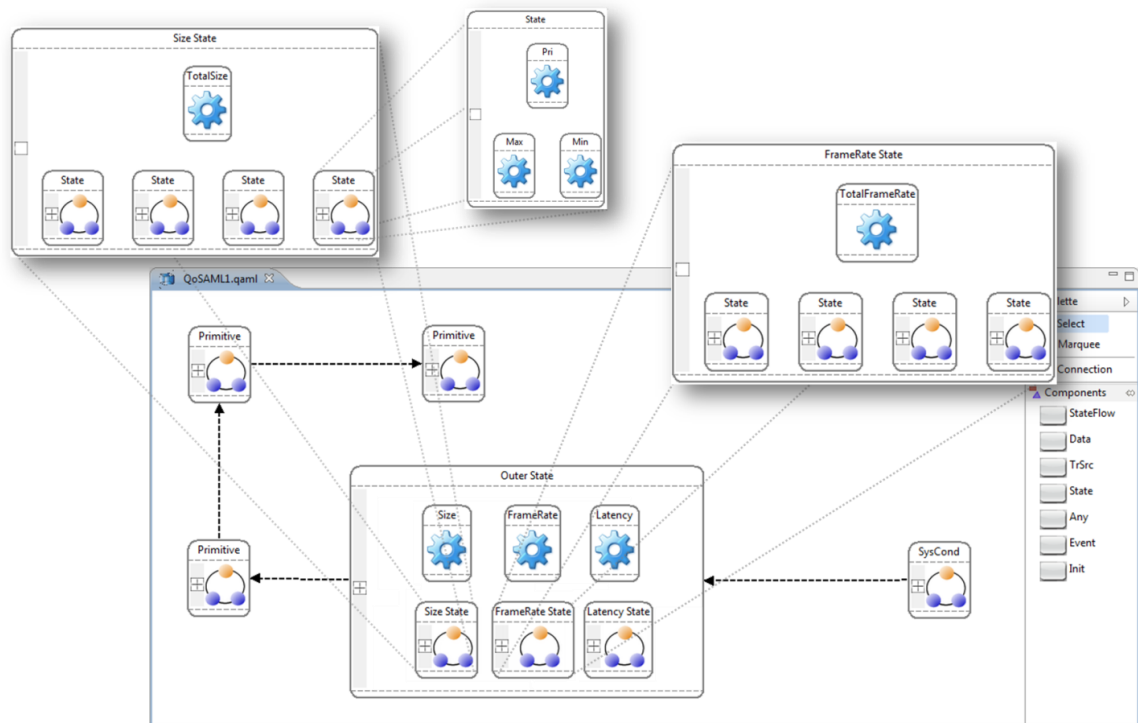 Size State
TotalSize
State
State
State
State
State
Pri
Max
Min
FrameRate State
TotalFrameRate
State
State
State
State
QoSAML1.qaml
Primitive
Primitive
Primitive
Outer State
Size
FrameRate
Latency
Size State
FrameRate State
Latency State
SysCond
lette
Select
Marquee
Connection
Components
StateFlow
Data
TrSrc
State
Any
Event
Init